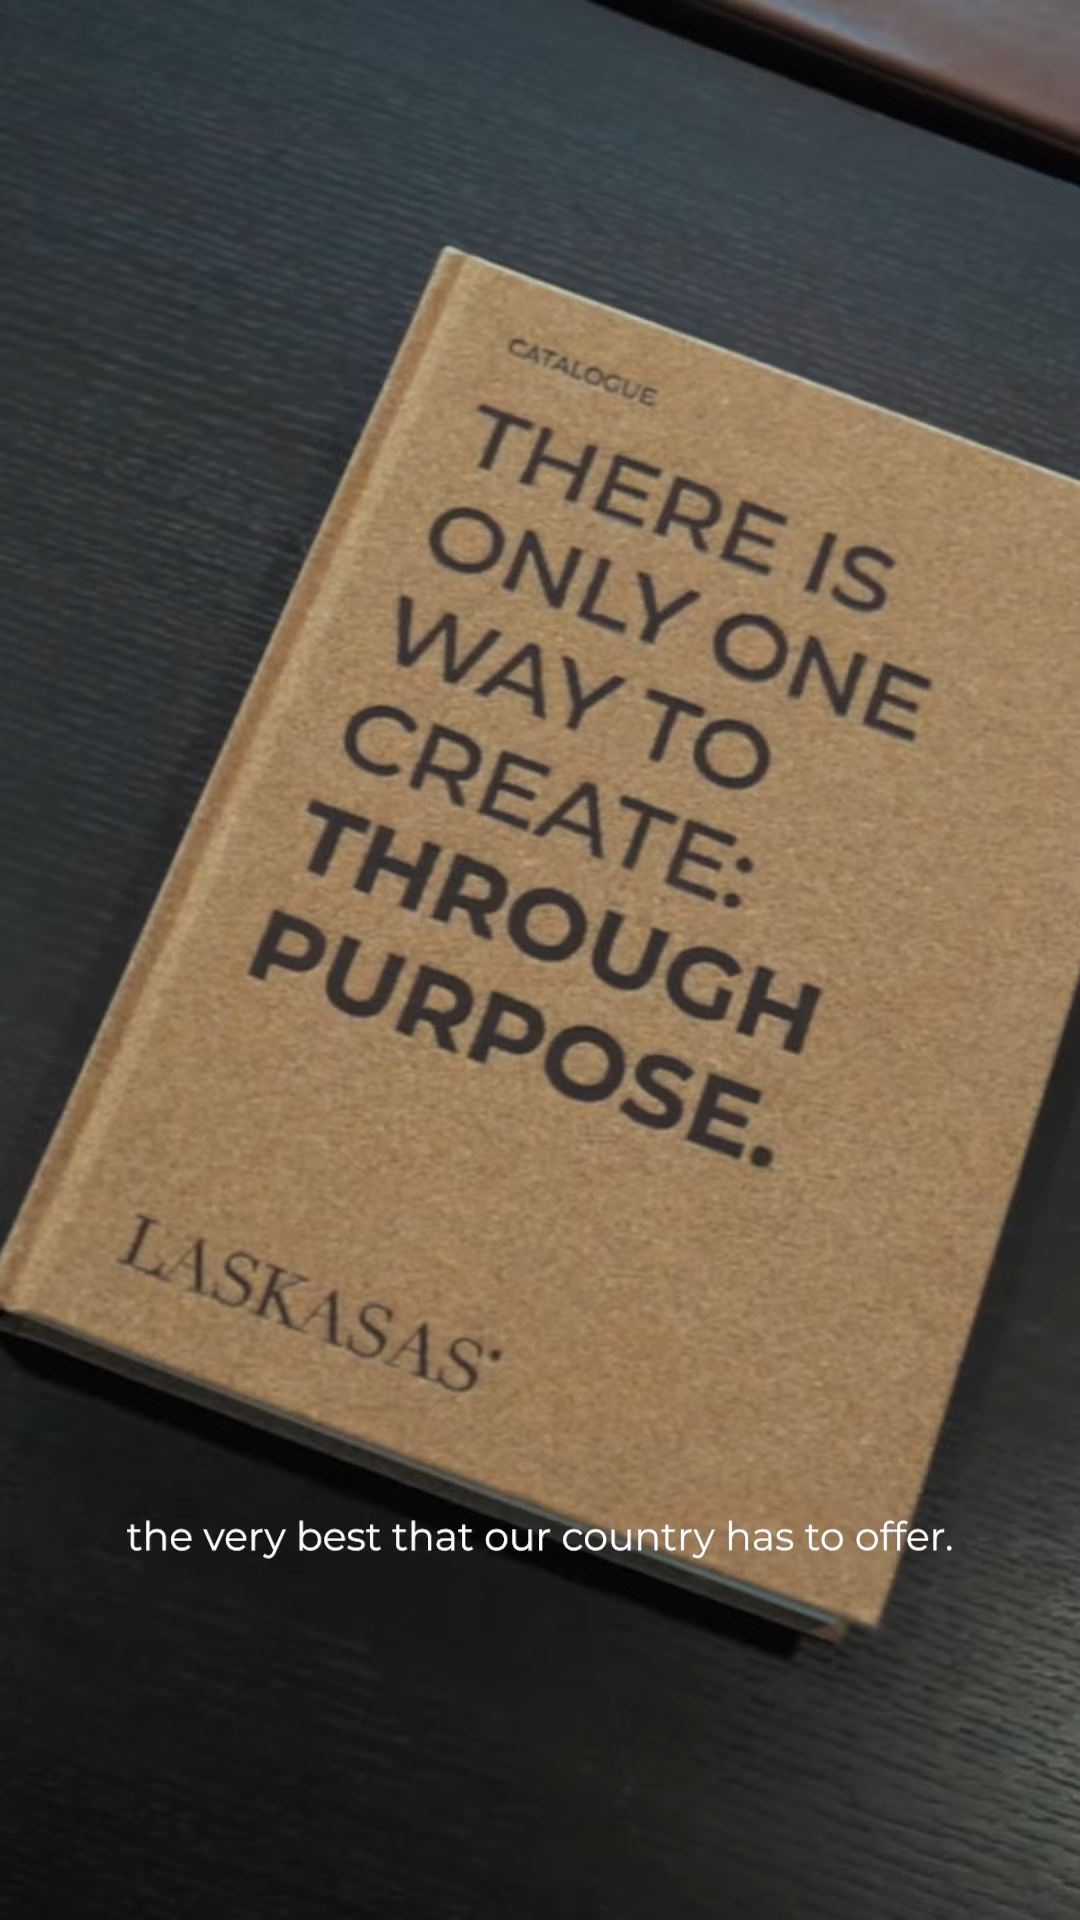 CATALOGUE
THERE IS
ONLY ONE
WAY TO
CREATE:
THROUGH
PURPOSE.
LASKASAS
the very best that our country has to offer.